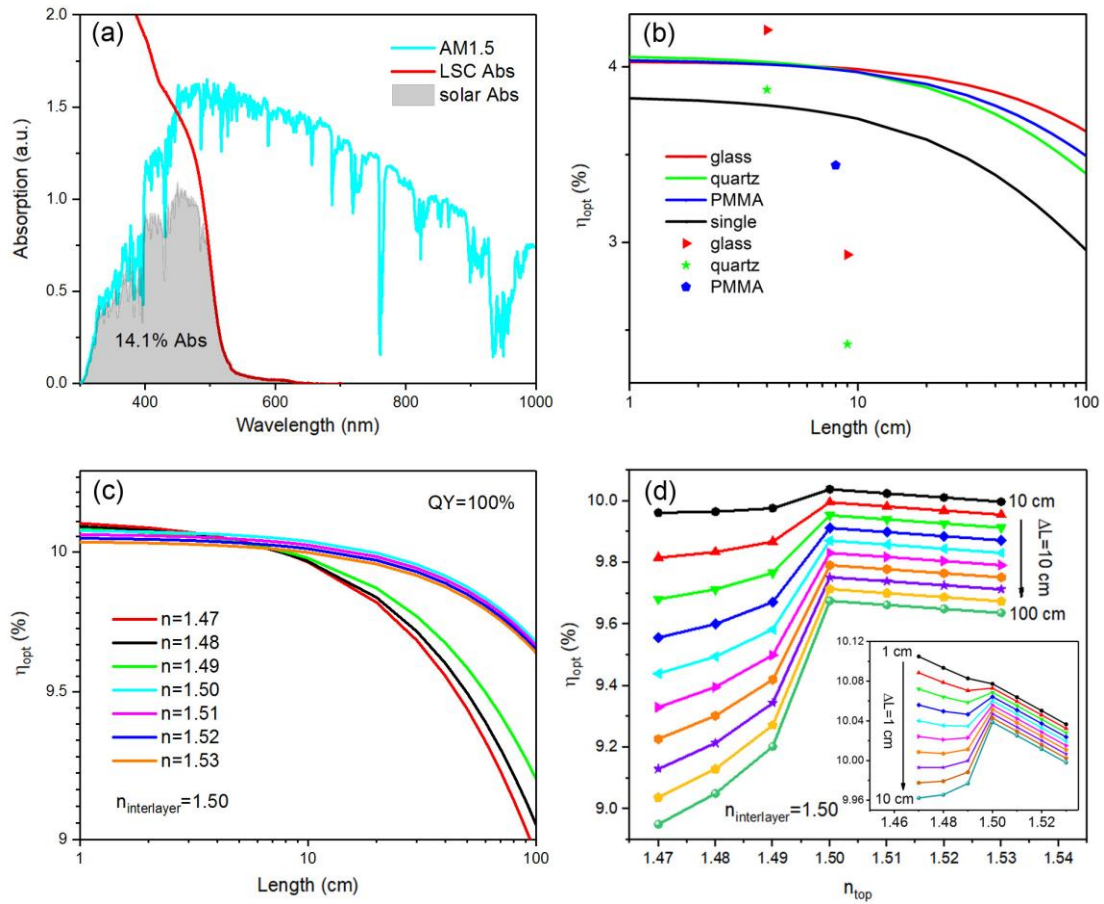 (a)
AM1.5
LSC Abs
solar Abs
14.1% Abs
Absorption (a.u.)
2.0
1.5
1.0
0.5
0.0
400
600
800
1000
Wavelength (nm)
(b)
glass
quartz
PMMA
single
glass
quartz
PMMA
ηopt (%)
4
3
1
10
100
Length (cm)
(c)
QY=100%
n=1.47
n=1.48
n=1.49
n=1.50
n=1.51
n=1.52
n=1.53
ninterlayer=1.50
ηopt (%)
10
9.5
9
1
10
100
Length (cm)
(d)
10 cm
ΔL=10 cm
100 cm
ninterlayer=1.50
ηopt (%)
10.0
9.8
9.6
9.4
9.2
9.0
1.47
1.48
1.49
1.50
1.51
1.52
1.53
1.54
ntop
1 cm
ΔL=1 cm
10 cm
10.12
10.08
10.04
10.00
9.96
1.46
1.48
1.50
1.52